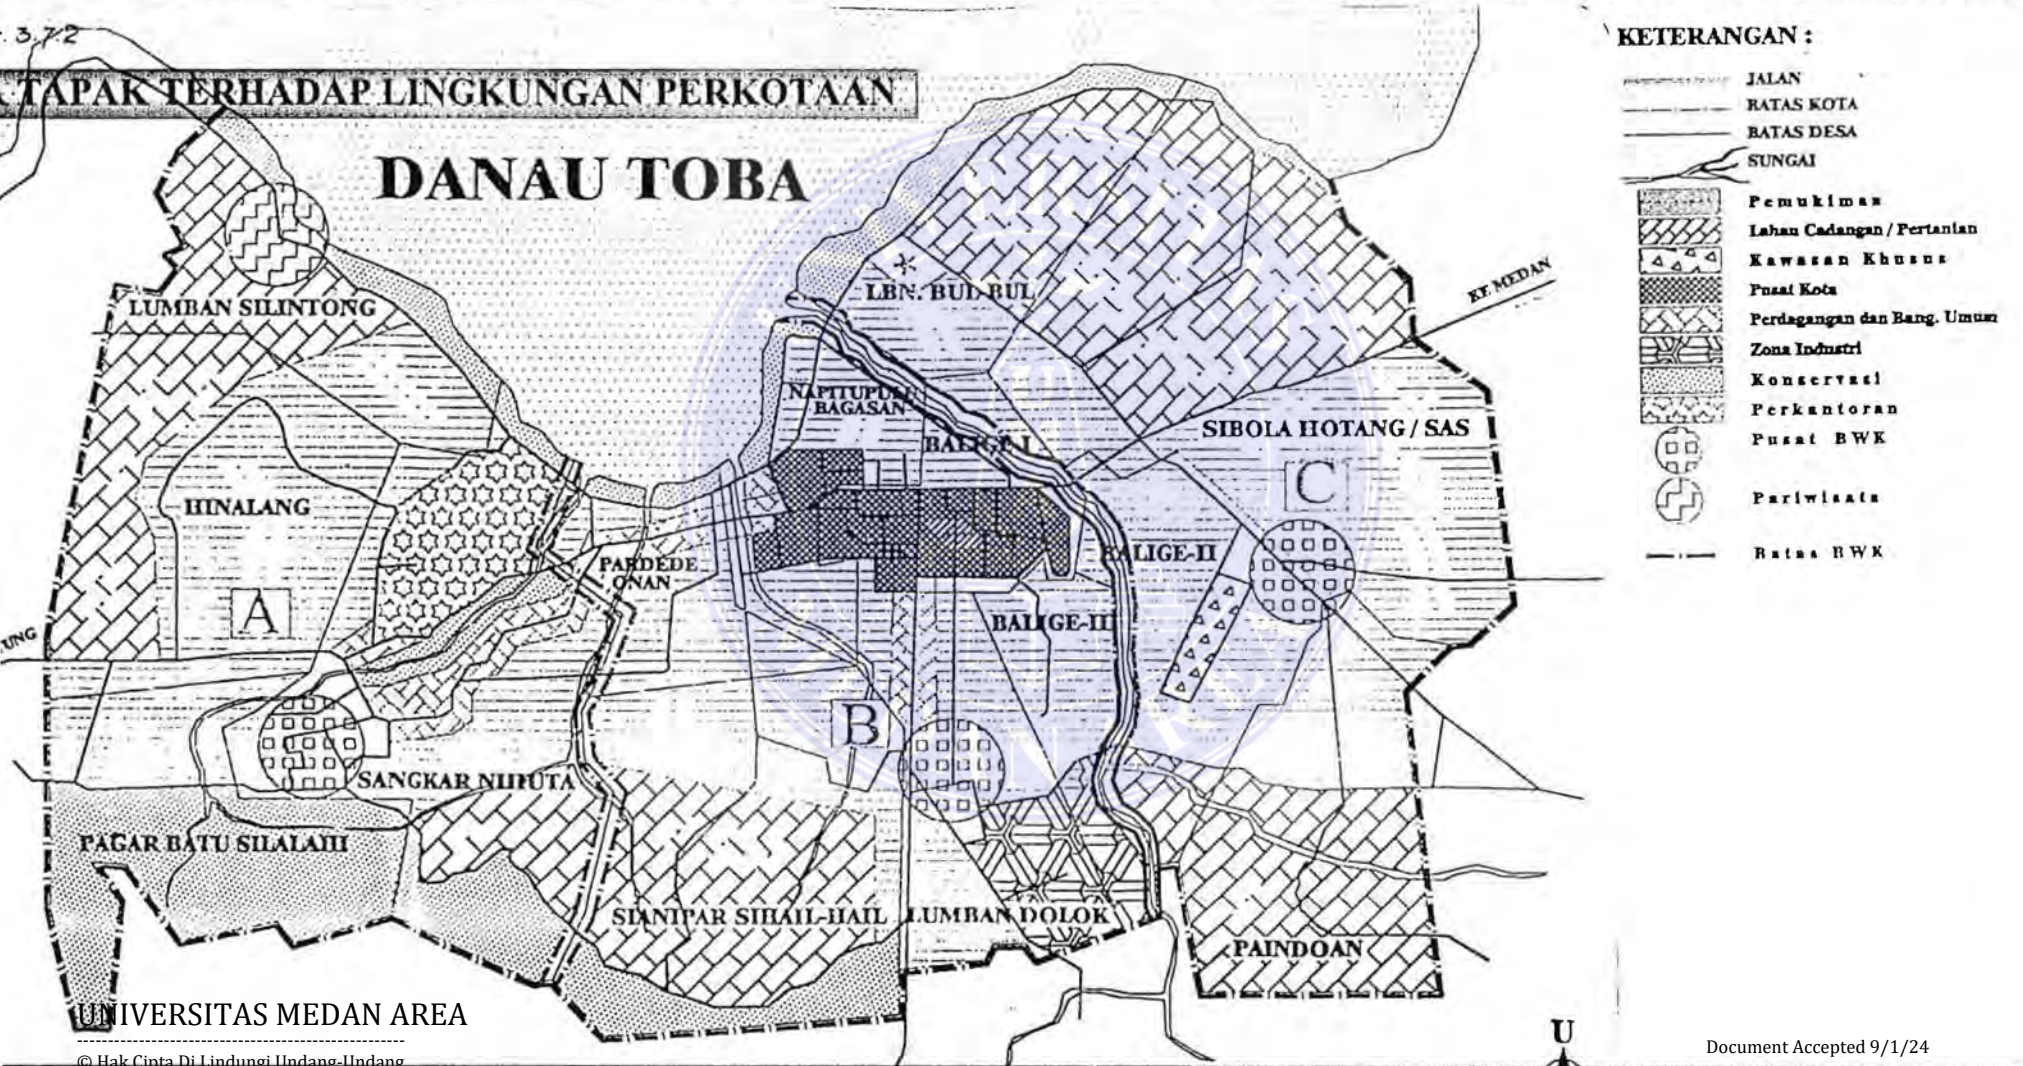 . 3.7.2
TAPAK TERHADAP LINGKUNGAN PERKOTAAN
DANAU TOBA
LUMBAN SILINTONG
LBN. BUL-BUL
KE MEDAN
NAPITUPULU
BAGASAN
BALIGE-I
SIBOLA HOTANG / SAS
HINALANG
C
PARDEDE
ONAN
BALIGE-II
A
BALIGE-III
UNG
B
SANGKAR NIHUTA
PAGAR BATU SILALAHI
SIANIPAR SIHAIL-HAIL
LUMBAN DOLOK
PAINDOAN
KETERANGAN :
JALAN
BATAS KOTA
BATAS DESA
SUNGAI
Pemukiman
Lahan Cadangan / Pertanian
Kawasan Khusus
Pusat Kota
Perdagangan dan Bang. Umum
Zona Industri
Konservasi
Perkantoran
Pusat BWK
Pariwisata
Batas BWK
U
UNIVERSITAS MEDAN AREA
© Hak Cipta Di Lindungi Undang-Undang
Document Accepted 9/1/24